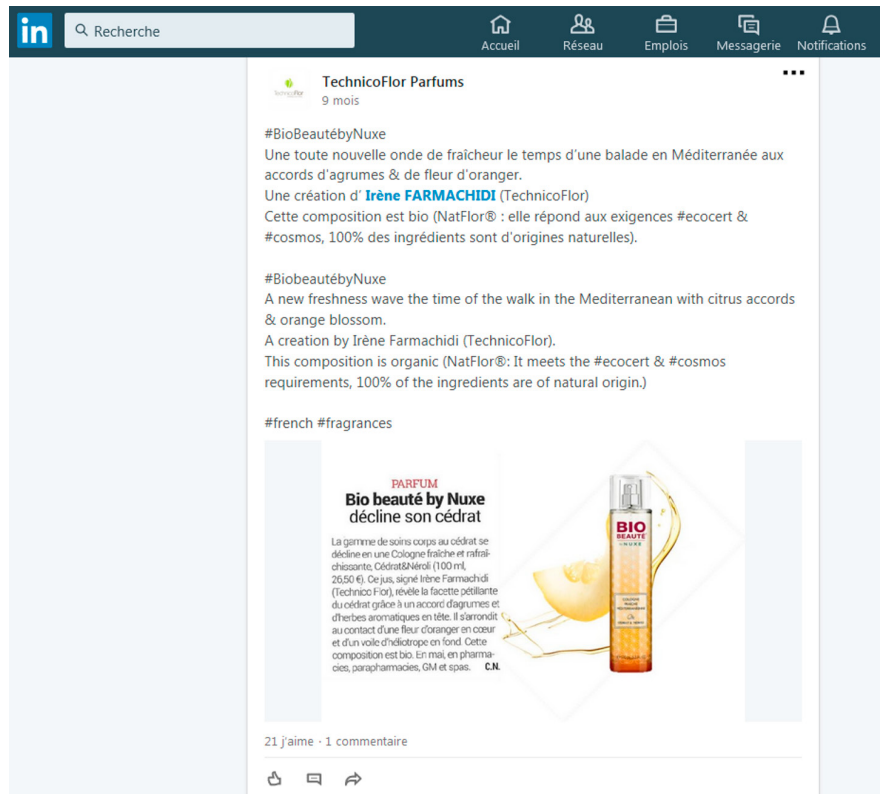 in
Recherche
Accueil
Réseau
Emplois
Messagerie
Notifications
TechnicoFlor
TechnicoFlor Parfums
9 mois
#BioBeautébyNuxe
Une toute nouvelle onde de fraîcheur le temps d'une balade en Méditerranée aux
accords d'agrumes & de fleur d'oranger.
Une création d' Irène FARMACHIDI (TechnicoFlor)
Cette composition est bio (NatFlor® : elle répond aux exigences #ecocert &
#cosmos, 100% des ingrédients sont d'origines naturelles).
#BiobeautébyNuxe
A new freshness wave the time of the walk in the Mediterranean with citrus accords
& orange blossom.
A creation by Irène Farmachidi (TechnicoFlor).
This composition is organic (NatFlor®: It meets the #ecocert & #cosmos
requirements, 100% of the ingredients are of natural origin.)
#french #fragrances
PARFUM
Bio beauté by Nuxe
décline son cédrat
La gamme de soins corps au cédrat se
décline en une Cologne fraîche et rafraî-
chissante, Cédrat&Néroli (100 ml,
26,50 €). Ce jus, signé Irène Farmachidi
(Technico Flor), révèle la facette pétillante
du cédrat grâce à un accord d'agrumes et
d'herbes aromatiques en tête. Il s'arrondit
au contact d'une fleur d'oranger en cœur
et d'un voile d'héliotrope en fond. Cette
composition est bio. En mai, en pharma-
cies, parapharmacies, GM et spas. C.N.
BIO
BEAUTÉ
by NUXE
COLOGNE
FRAÎCHE
21 j'aime · 1 commentaire